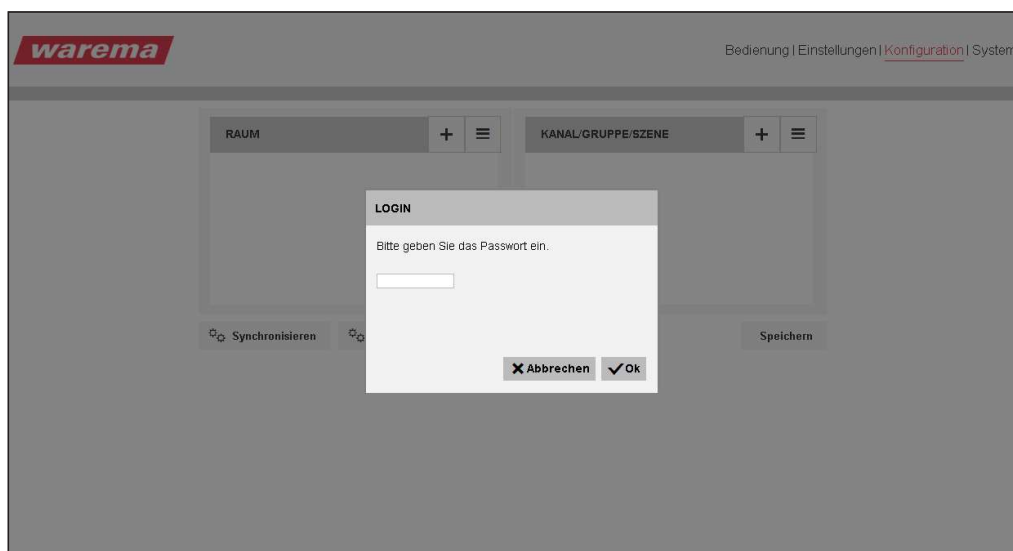 warema
Bedienung | Einstellungen | Konfiguration | System
RAUM
KANAL/GRUPPE/SZENE
LOGIN
Bitte geben Sie das Passwort ein.
Synchronisieren
Speichern
Abbrechen
Ok